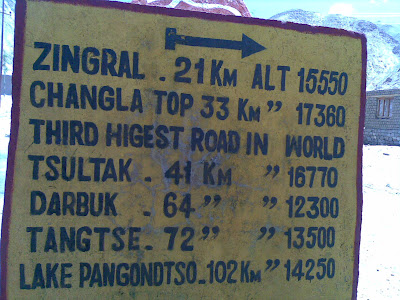 ZINGRAL . 21 KM ALT 15550
CHANGLA TOP 33 KM " 17360
THIRD HIGEST ROAD IN WORLD
TSULTAK . 41 KM " 16770
DARBUK . 64 " " 12300
TANGTSE . 72 " " 13500
LAKE PANGONDTSO . 102 KM " 14250